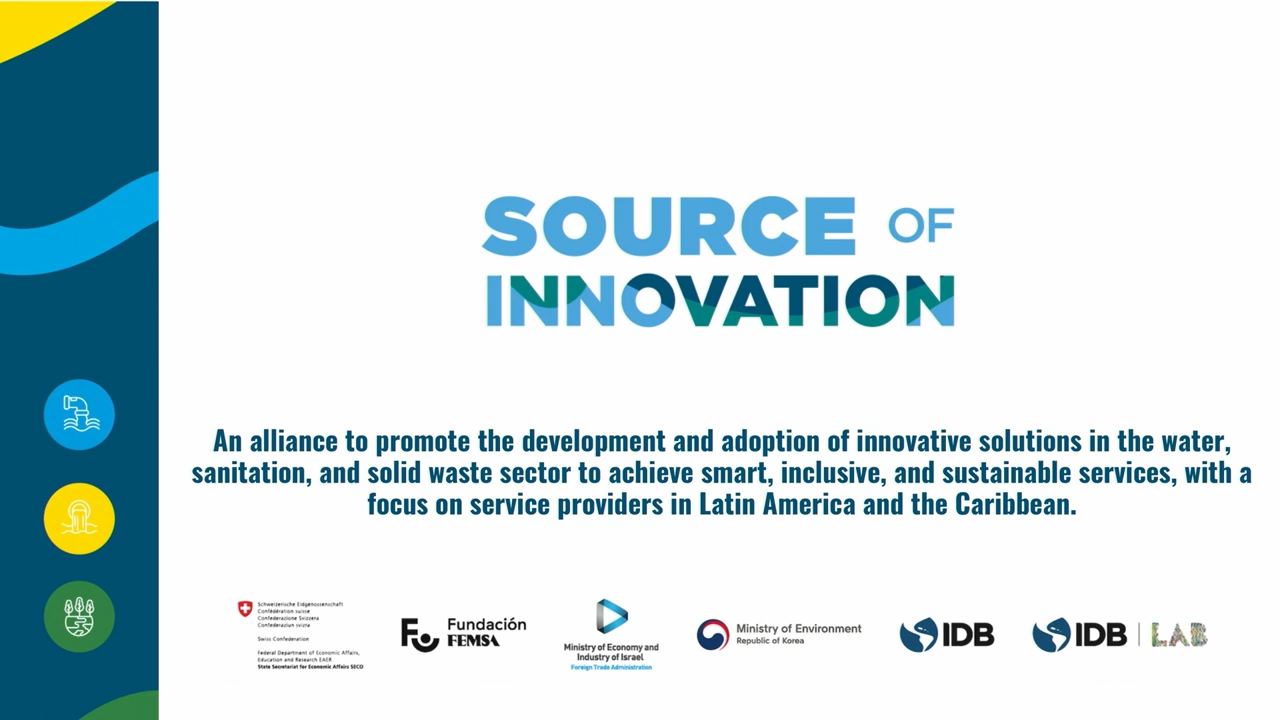 SOURCE OF
INNOVATION
An alliance to promote the development and adoption of innovative solutions in the water,
sanitation, and solid waste sector to achieve smart, inclusive, and sustainable services, with a
focus on service providers in Latin America and the Caribbean.
Schweizerische Eidgenossenschaft
Confédération suisse
Confederazione Svizzera
Confederaziun svizra
Swiss Confederation
Federal Department of Economic Affairs,
Education and Research EAER
State Secretariat for Economic Affairs SECO
Fundación
FEMSA
Ministry of Economy and
Industry of Israel
Foreign Trade Administration
Ministry of Environment
Republic of Korea
IDB
IDB | LAB